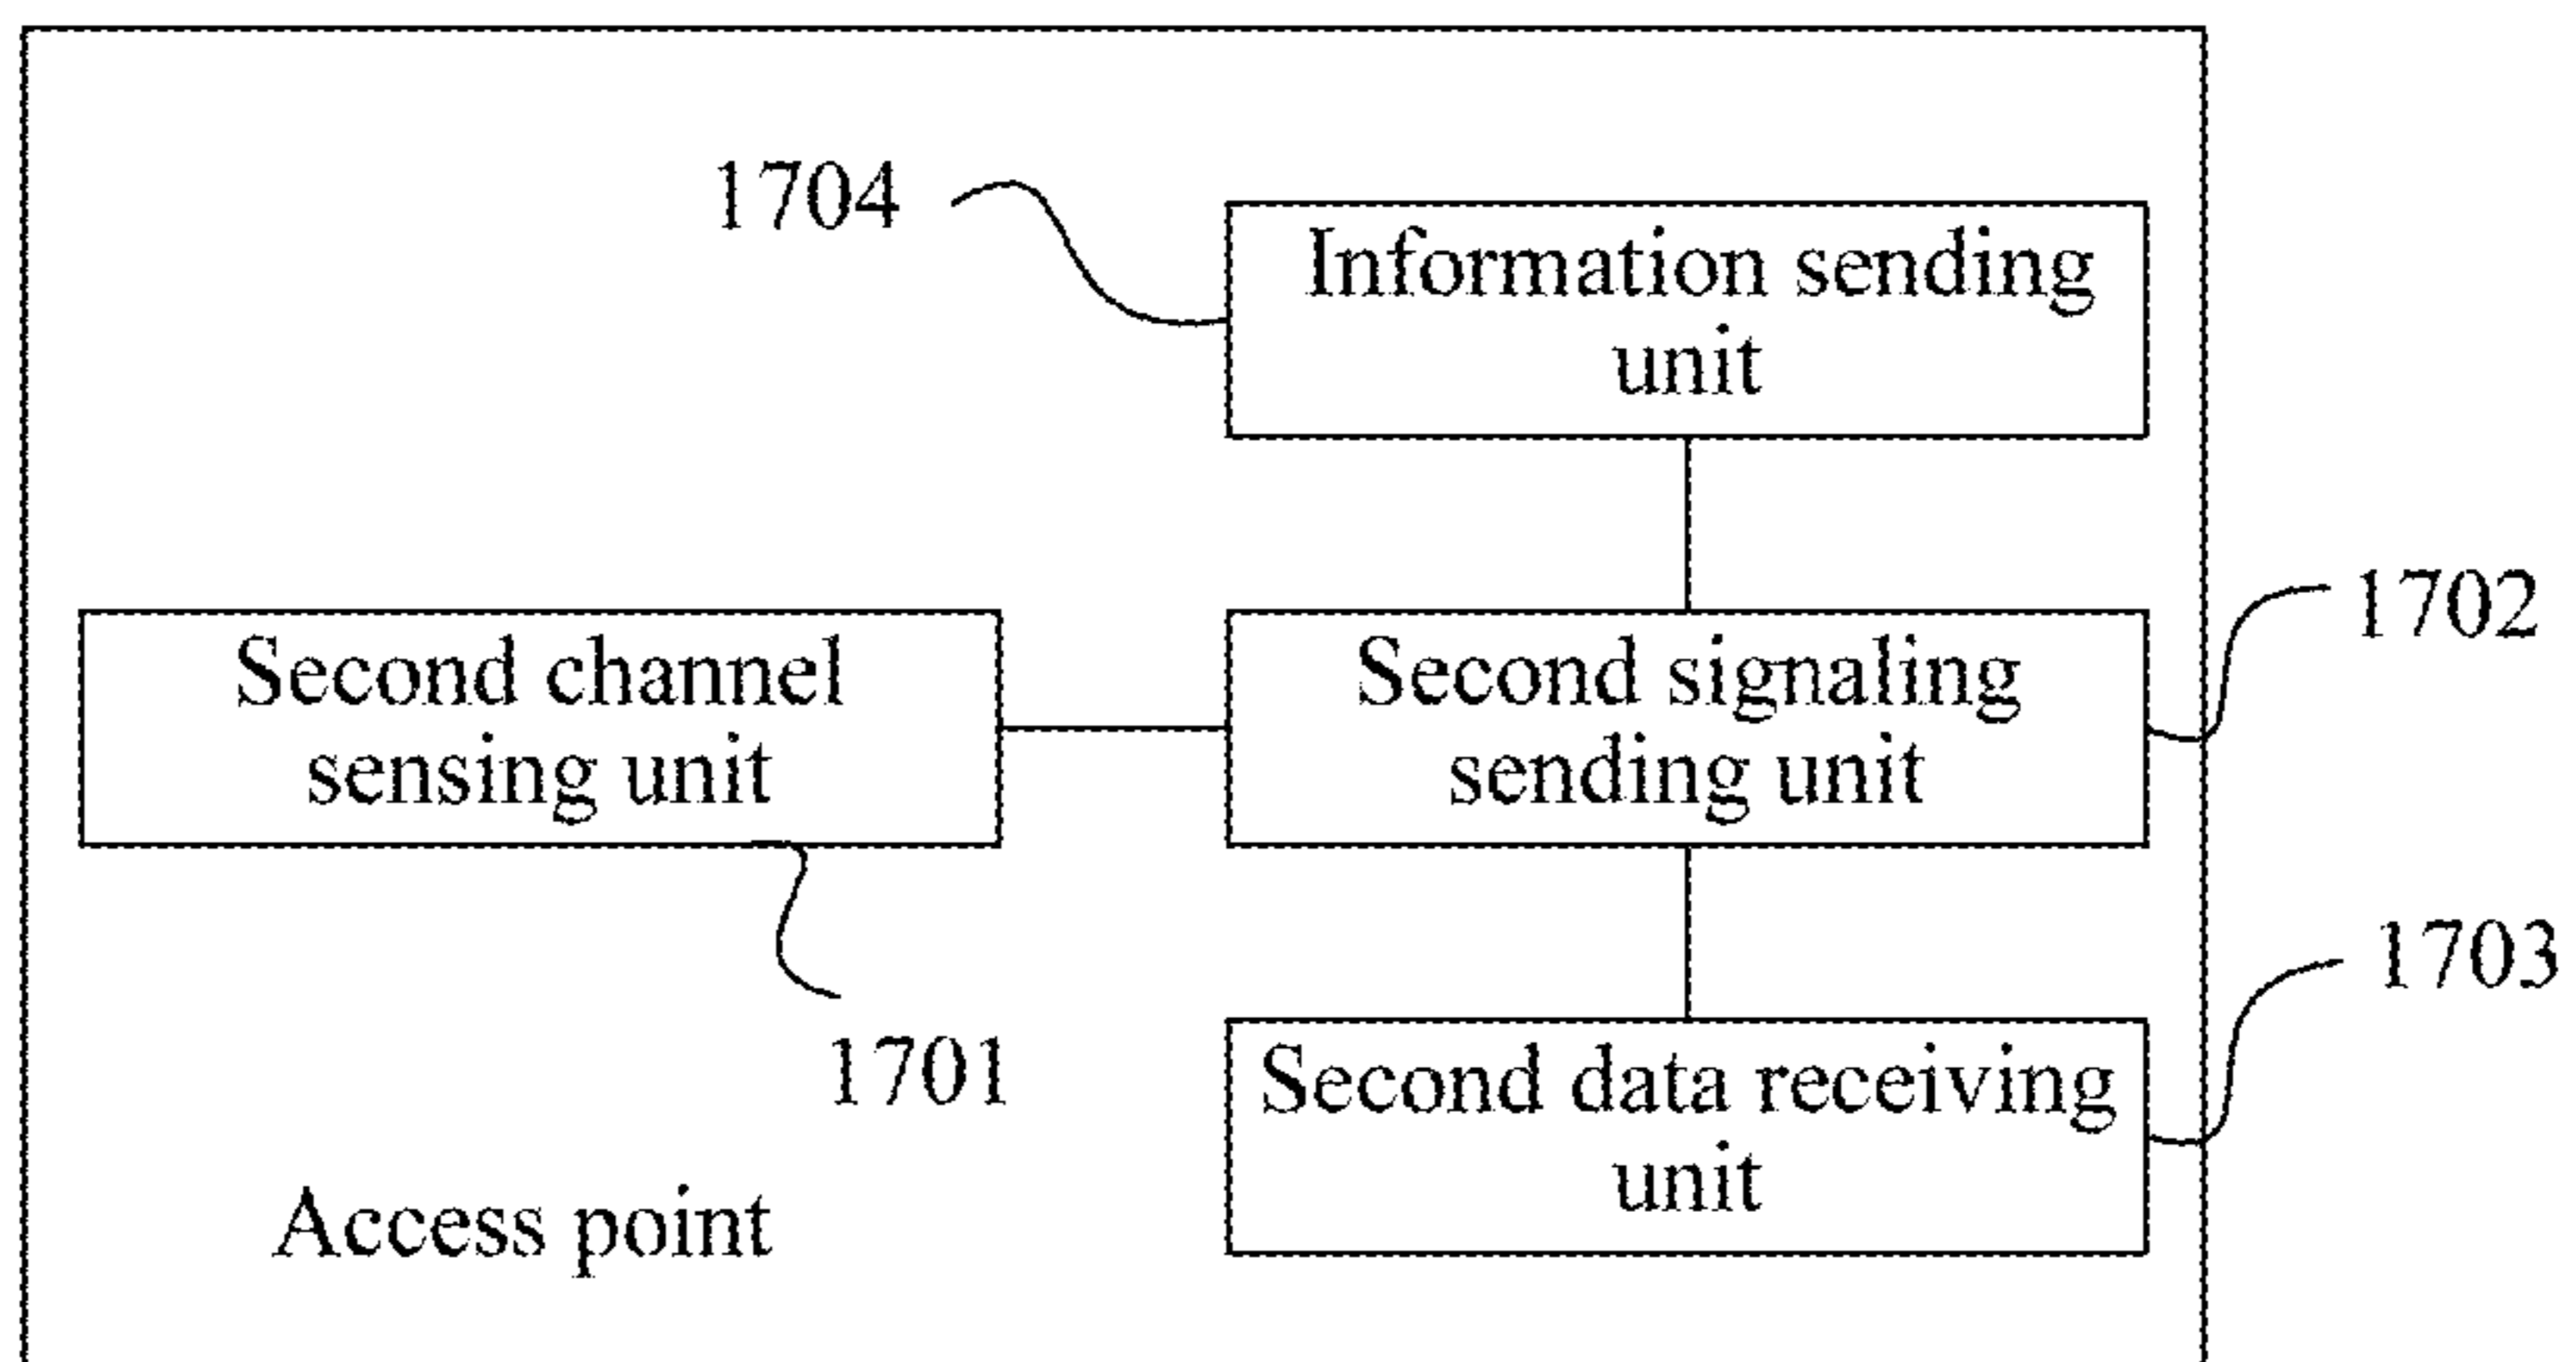 1704
Information sending
unit
1702
Second channel
sensing unit
Second signaling
sending unit
1703
1701
Second data receiving
unit
Access point